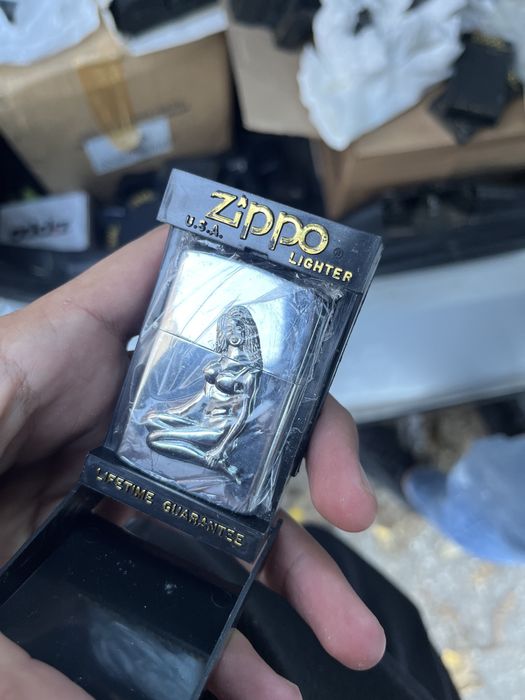 Zippo
U.S.A.
®
LIGHTER
LIFETIME GUARANTEE